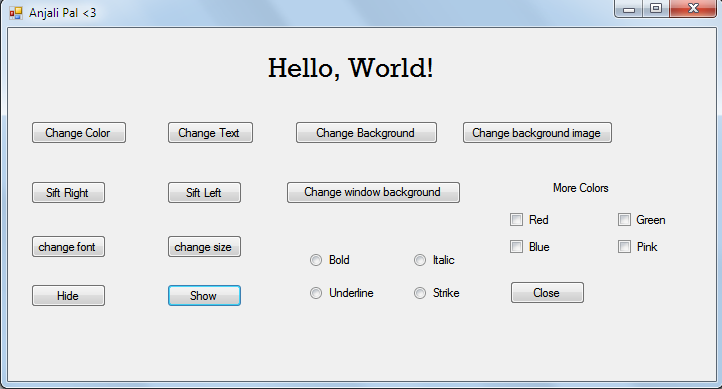 Anjali Pal <3
Hello, World!
Change Color
Change Text
Change Background
Change background image
Sift Right
Sift Left
Change window background
More Colors
Red
Green
change font
change size
Blue
Pink
Bold
Italic
Hide
Show
Underline
Strike
Close